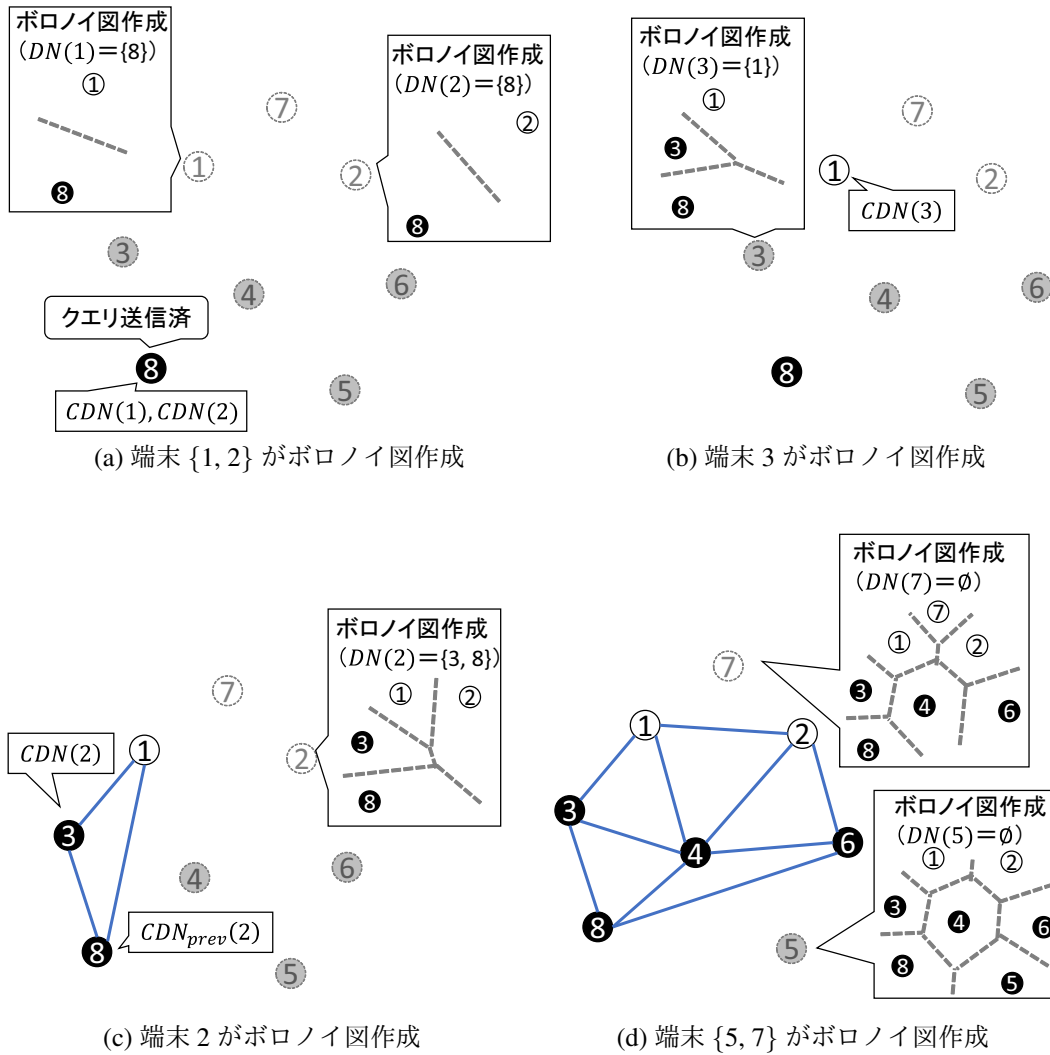 ボロノイ図作成
(DN(1)={8})
①
❽
1
ボロノイ図作成
(DN(2)={8})
②
❽
7
2
3
4
6
クエリ送信済
❽
CDN(1), CDN(2)
5
(a) 端末 {1, 2} がボロノイ図作成
ボロノイ図作成
(DN(3)={1})
①
❸
❽
7
①
2
CDN(3)
3
4
6
❽
5
(b) 端末 3 がボロノイ図作成
ボロノイ図作成
(DN(2)={3, 8})
①
②
❸
❽
7
CDN(2)
①
2
❸
4
6
❽
CDN_prev(2)
5
(c) 端末 2 がボロノイ図作成
ボロノイ図作成
(DN(7)=∅)
⑦
①
②
❸
❹
❻
❽
7
①
②
❸
❹
❻
❽
ボロノイ図作成
(DN(5)=∅)
①
②
❸
❹
❻
❽
❺
5
(d) 端末 {5, 7} がボロノイ図作成